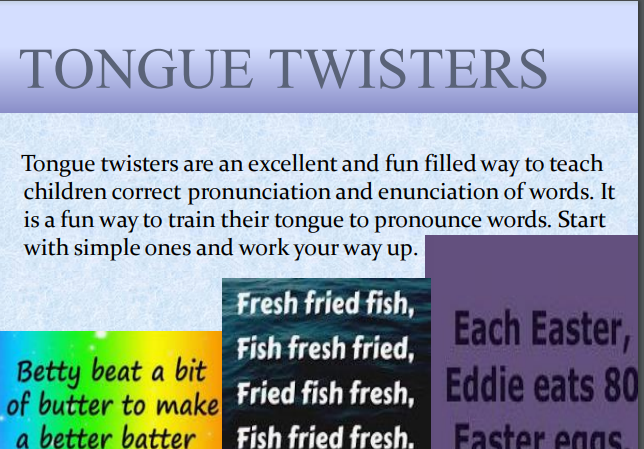 TONGUE TWISTERS
Tongue twisters are an excellent and fun filled way to teach
children correct pronunciation and enunciation of words. It
is a fun way to train their tongue to pronounce words. Start
with simple ones and work your way up.
Betty beat a bit
of butter to make
a better batter
Fresh fried fish,
Fish fresh fried,
Fried fish fresh,
Fish fried fresh.
Each Easter,
Eddie eats 80
Easter eggs.